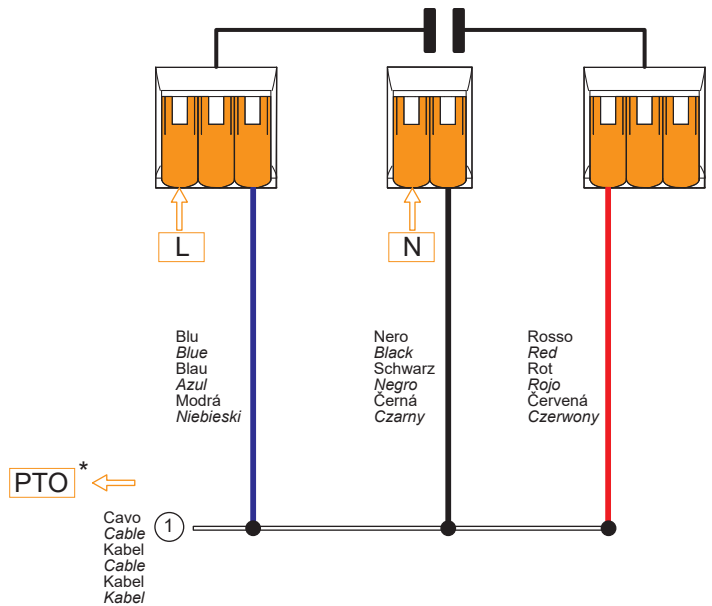 L
N
Blu
Blue
Blau
Azul
Modrá
Niebieski
Nero
Black
Schwarz
Negro
Černá
Czarny
Rosso
Red
Rot
Rojo
Červená
Czerwony
PTO *
Cavo
Cable
Kabel
Cable
Kabel
Kabel
1